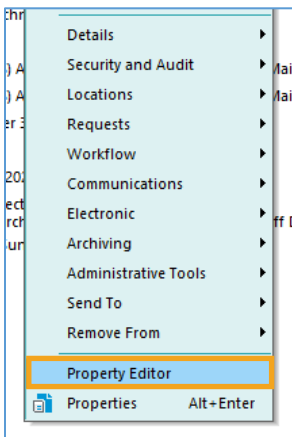 Details
Security and Audit
Locations
Requests
Workflow
Communications
Electronic
Archiving
Administrative Tools
Send To
Remove From
Property Editor
Properties Alt+Enter